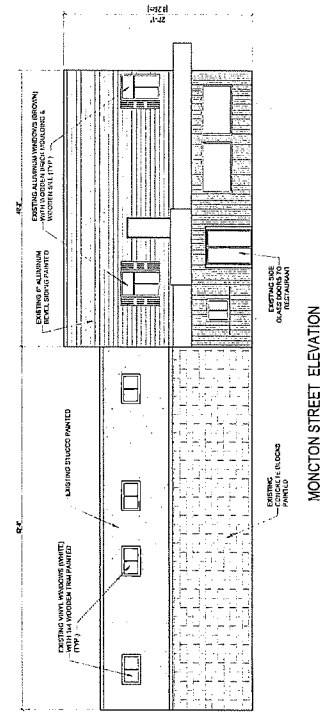 EXISTING VINYL WINDOWS (WHITE)
WITH 1x4 WOODEN TRIM PAINTED
(TYP.)
EXISTING STUCCO PAINTED
EXISTING 8" ALUMINUM
BEVEL SIDING PAINTED
EXISTING ALUMINUM WINDOWS (BROWN)
WITH WOODEN BRICK MOULDING &
WOODEN SILL (TYP.)
EXISTING
CONCRETE BLOCKS
PAINTED
EXISTING SIDE
GLASS DOORS TO
RESTAURANT
MONCTON STREET ELEVATION